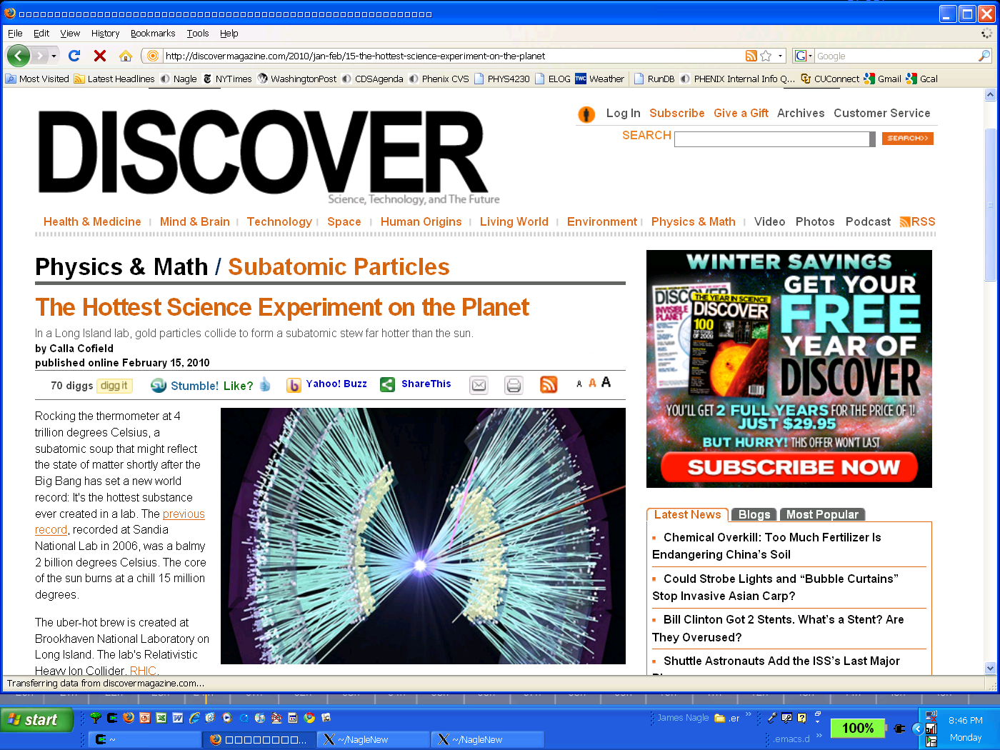 File Edit View History Bookmarks Tools Help
http://discovermagazine.com/2010/jan-feb/15-the-hottest-science-experiment-on-the-planet
Google
Most Visited Latest Headlines Nagle NYTimes WashingtonPost CDSAgenda Phenix CVS PHYS4230 ELOG TWC Weather RunDB PHENIX Internal Info Q... CUConnect Gmail Gcal
DISCOVER
Science, Technology, and The Future
Log In Subscribe Give a Gift Archives Customer Service
SEARCH SEARCH>>
Health & Medicine Mind & Brain Technology Space Human Origins Living World Environment Physics & Math Video Photos Podcast RSS
Physics & Math / Subatomic Particles
The Hottest Science Experiment on the Planet
In a Long Island lab, gold particles collide to form a subatomic stew far hotter than the sun.
by Calla Cofield
published online February 15, 2010
70 diggs digg it Stumble! Like? Yahoo! Buzz ShareThis A A A
Rocking the thermometer at 4
trillion degrees Celsius, a
subatomic soup that might reflect
the state of matter shortly after the
Big Bang has set a new world
record: It's the hottest substance
ever created in a lab. The previous
record, recorded at Sandia
National Lab in 2006, was a balmy
2 billion degrees Celsius. The core
of the sun burns at a chill 15 million
degrees.
The uber-hot brew is created at
Brookhaven National Laboratory on
Long Island. The lab's Relativistic
Heavy Ion Collider, RHIC,
WINTER SAVINGS
GET YOUR
FREE
YEAR OF
DISCOVER
DISCOVER
INVISIBLE
PLANET
THE YEAR IN SCIENCE
DISCOVER
100
YOU'LL GET 2 FULL YEARS FOR THE PRICE OF 1!
JUST $29.95
BUT HURRY! THIS OFFER WON'T LAST
SUBSCRIBE NOW
Latest News Blogs Most Popular
Chemical Overkill: Too Much Fertilizer Is
Endangering China's Soil
Could Strobe Lights and “Bubble Curtains”
Stop Invasive Asian Carp?
Bill Clinton Got 2 Stents. What's a Stent? Are
They Overused?
Shuttle Astronauts Add the ISS's Last Major
Transferring data from discovermagazine.com...
start
James Nagle .er
100%
8:46 PM
~ ~/NagleNew ~/NagleNew
.emacs.d
Monday